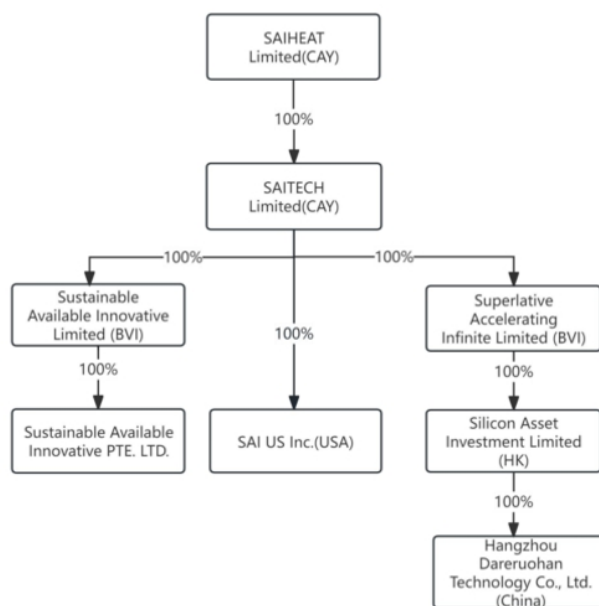 SAIHEAT
Limited(CAY)
100%
SAITECH
Limited(CAY)
100%
100%
Sustainable
Available Innovative
Limited (BVI)
100%
Superlative
Accelerating
Infinite Limited (BVI)
100%
100%
Sustainable Available
Innovative PTE. LTD.
SAI US Inc.(USA)
Silicon Asset
Investment Limited
(HK)
100%
Hangzhou
Dareruohan
Technology Co., Ltd.
(China)